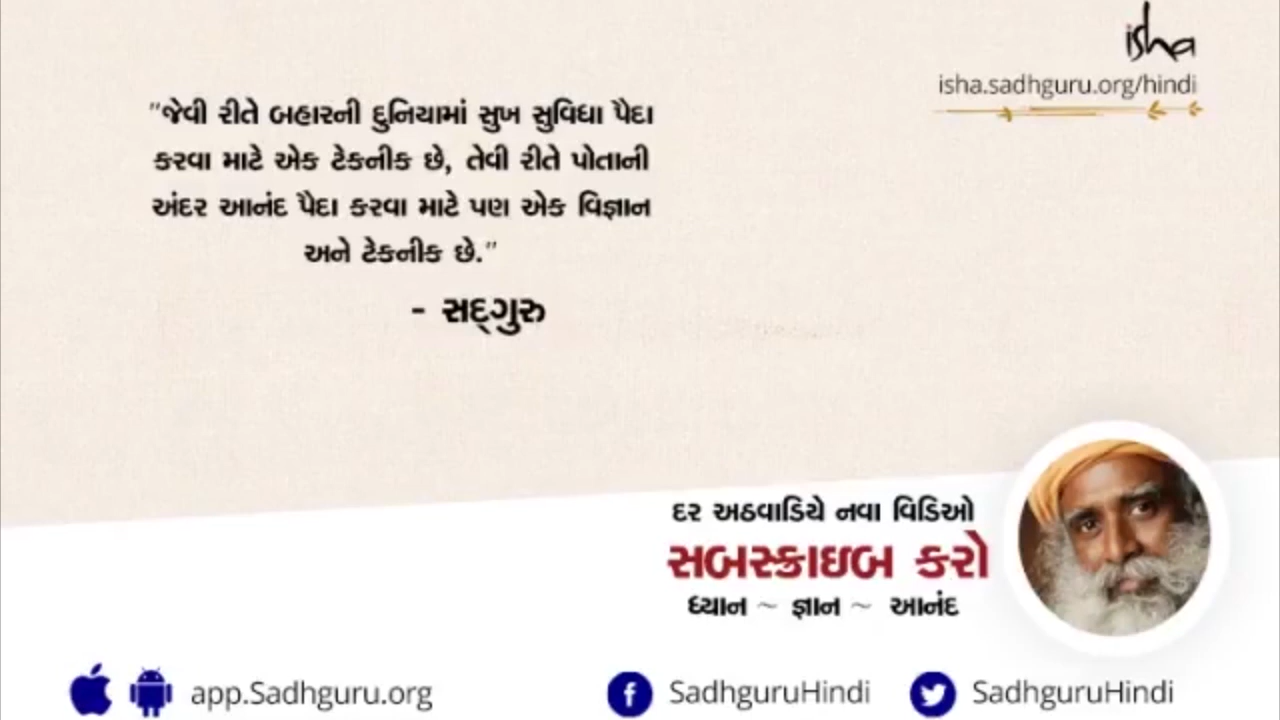 isha
isha.sadhguru.org/hindi
"જેવી રીતે બહારની દુનિયામાં સુખ સુવિધા પૈદા
કરવા માટે એક ટેકનીક છે, તેવી રીતે પોતાની
અંદર આનંદ પૈદા કરવા માટે પણ એક વિજ્ઞાન
અને ટેકનીક છે."
- સદ્‌ગુરુ
દર અઠવાડિયે નવા વિડિઓ
સબસ્ક્રાઇબ કરો
ધ્યાન ~ જ્ઞાન ~ આનંદ
app.Sadhguru.org
SadhguruHindi
SadhguruHindi